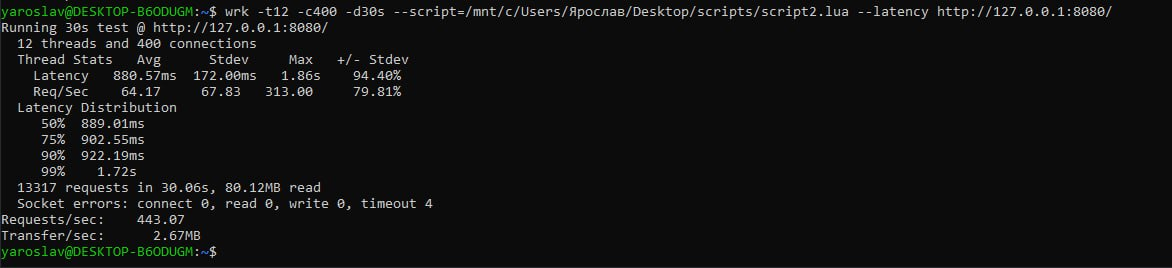 yaroslav@DESKTOP-B6ODUGM:~$ wrk -t12 -c400 -d30s --script=/mnt/c/Users/Ярослав/Desktop/scripts/script2.lua --latency http://127.0.0.1:8080/
Running 30s test @ http://127.0.0.1:8080/
  12 threads and 400 connections
  Thread Stats   Avg      Stdev     Max   +/- Stdev
    Latency   880.57ms  172.00ms   1.86s    94.40%
    Req/Sec    64.17     67.83   313.00     79.81%
  Latency Distribution
     50%  889.01ms
     75%  902.55ms
     90%  922.19ms
     99%    1.72s
  13317 requests in 30.06s, 80.12MB read
  Socket errors: connect 0, read 0, write 0, timeout 4
Requests/sec:    443.07
Transfer/sec:      2.67MB
yaroslav@DESKTOP-B6ODUGM:~$